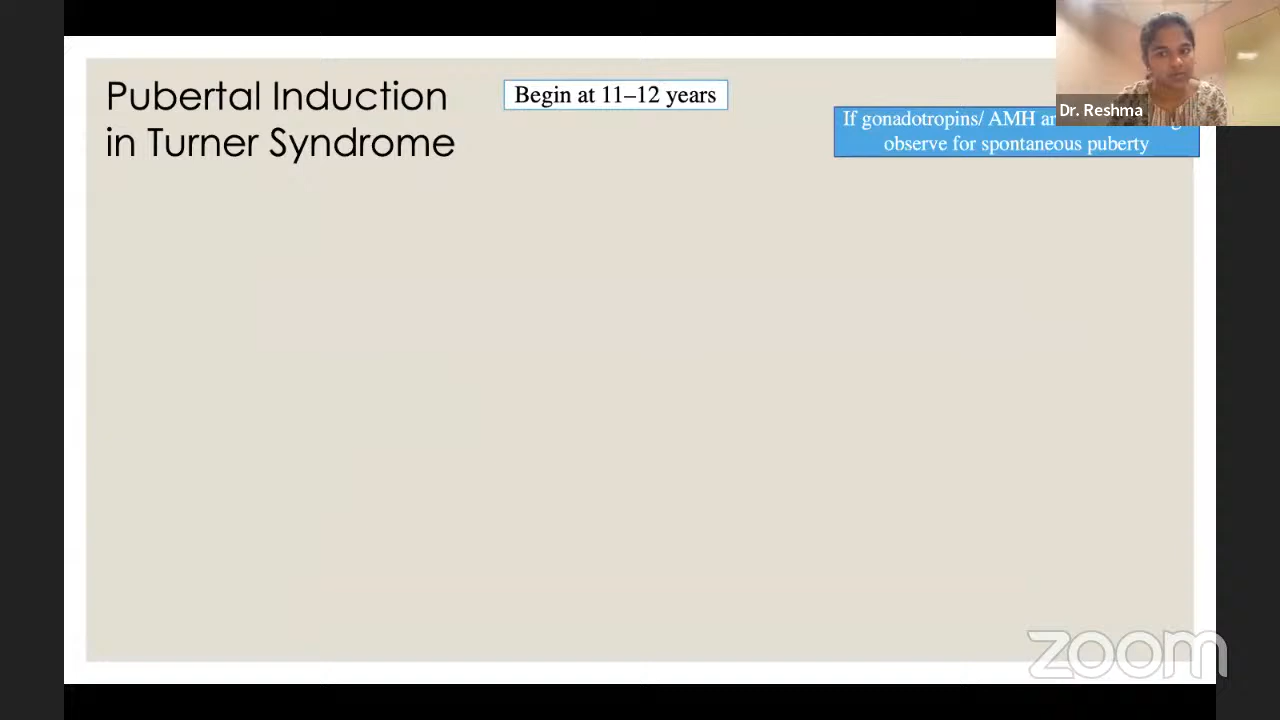 Pubertal Induction
in Turner Syndrome
Begin at 11–12 years
Dr. Reshma
If gonadotropins/ AMH
observe for spontaneous puberty
zoom